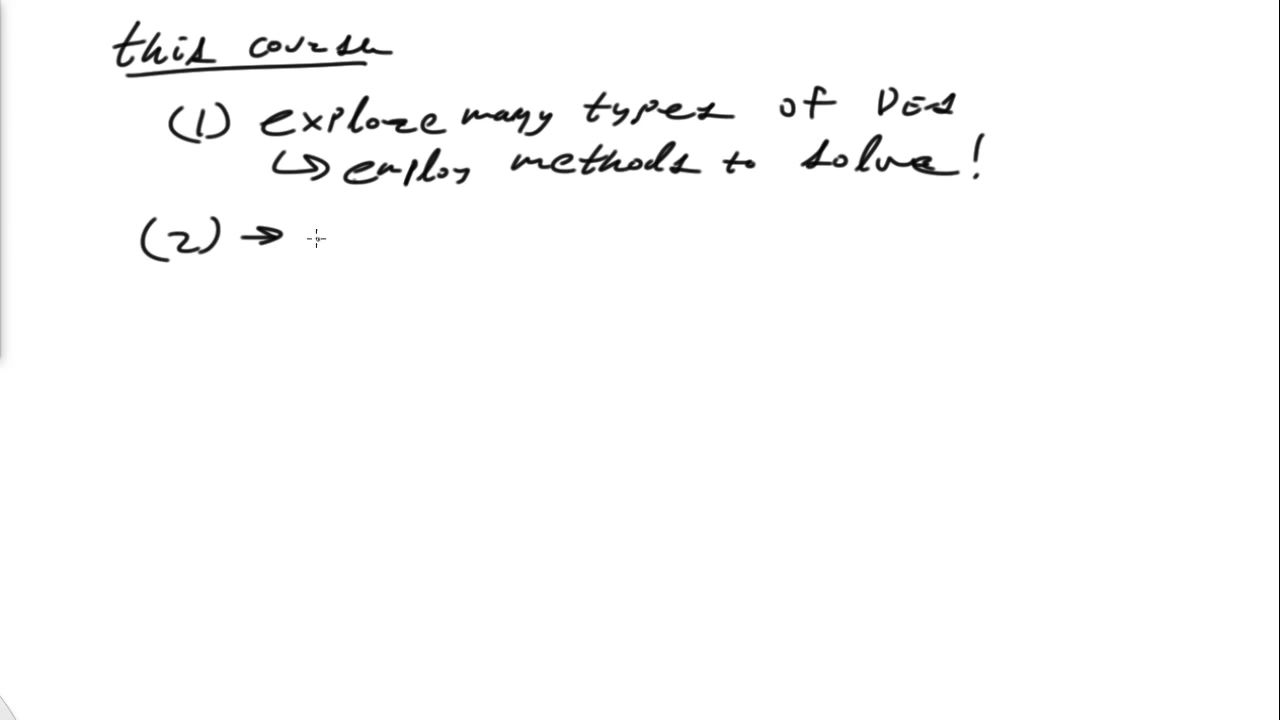 this course
(1) explore many types of DEs
↳ employ methods to solve!
(2) →